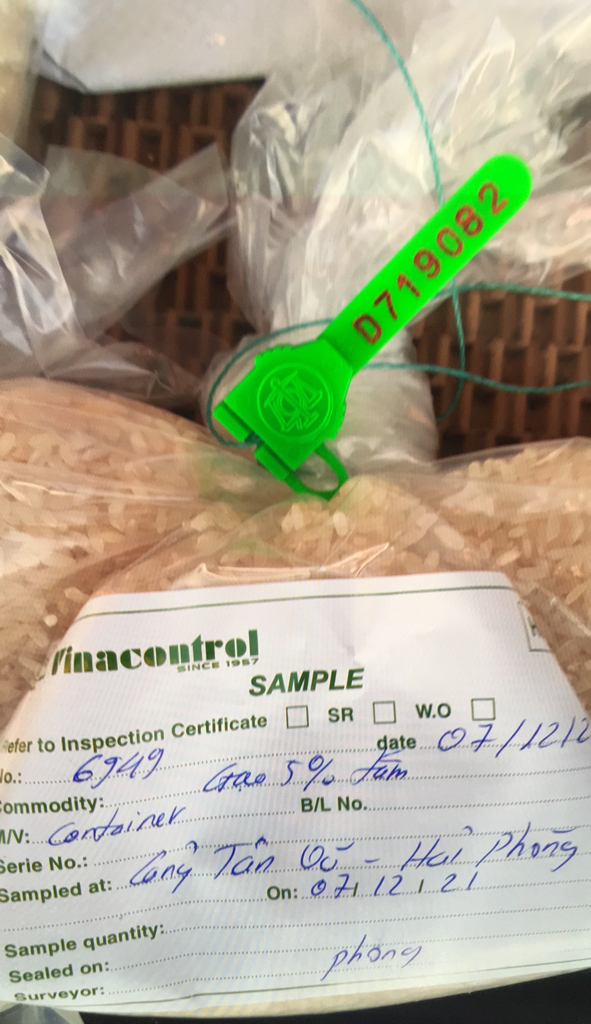 D719082
Vinacontrol
SINCE 1957
SAMPLE
Refer to Inspection Certificate SR W.O
No.: 6949 date 07/12/2
Commodity: Gạo 5% tấm
M/V: Container B/L No.
Serie No.:
Sampled at: Cảng Tân Vũ - Hải Phòng
On: 07/ 12 / 21
Sample quantity:
Sealed on:
Surveyor: phong